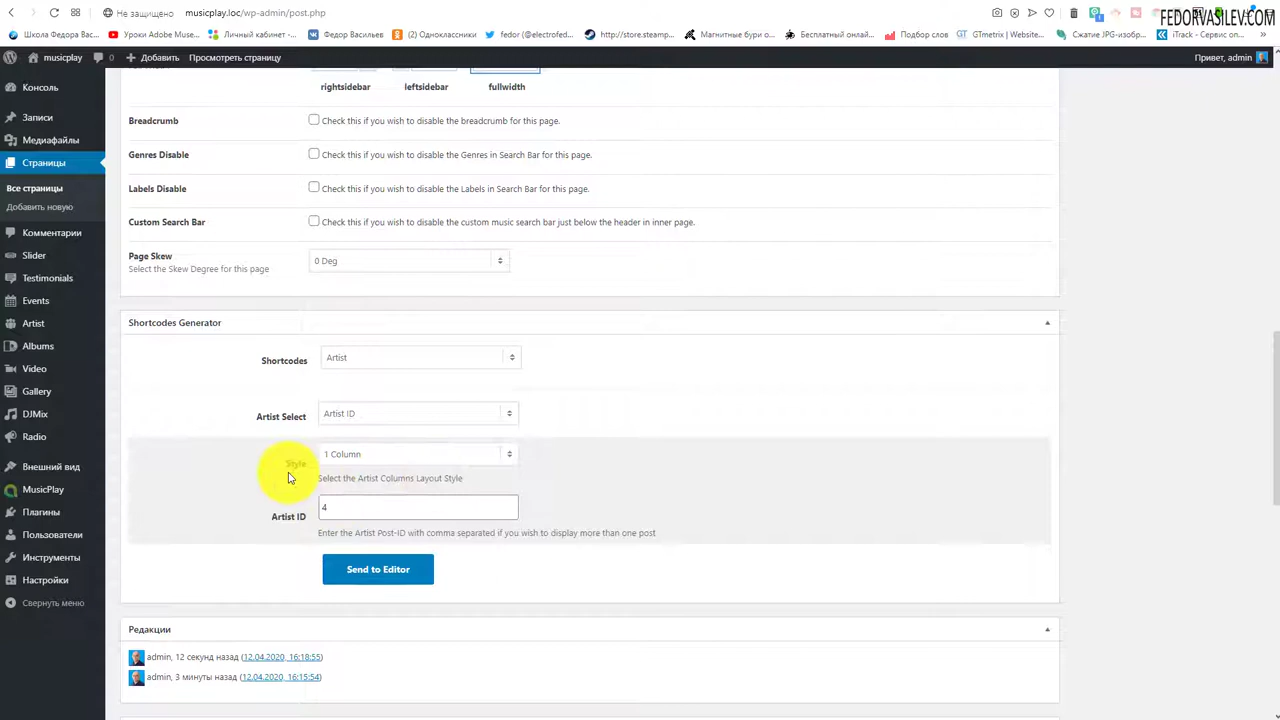 Не защищено musicplay.loc/wp-admin/post.php
FEDORVASILEV.COM
Школа Федора Вас... Уроки Adobe Muse... Личный кабинет -... Федор Васильев (2) Одноклассники fedor (@electrofed... http://store.steamp... Магнитные бури о... Бесплатный онлай... Подбор слов GTmetrix | Website... Сжатие JPG-изобр... iTrack - Сервис оп...
musicplay 0 Добавить Просмотреть страницу Привет, admin
Консоль
Записи
Медиафайлы
Страницы
Все страницы
Добавить новую
Комментарии
Slider
Testimonials
Events
Artist
Albums
Video
Gallery
DJMix
Radio
Внешний вид
MusicPlay
Плагины
Пользователи
Инструменты
Настройки
Свернуть меню
rightsidebar leftsidebar fullwidth
Breadcrumb Check this if you wish to disable the breadcrumb for this page.
Genres Disable Check this if you wish to disable the Genres in Search Bar for this page.
Labels Disable Check this if you wish to disable the Labels in Search Bar for this page.
Custom Search Bar Check this if you wish to disable the custom music search bar just below the header in inner page.
Page Skew 0 Deg
Select the Skew Degree for this page
Shortcodes Generator
Shortcodes Artist
Artist Select Artist ID
Style 1 Column
Select the Artist Columns Layout Style
Artist ID 4
Enter the Artist Post-ID with comma separated if you wish to display more than one post
Send to Editor
Редакции
admin, 12 секунд назад (12.04.2020, 16:18:55)
admin, 3 минуты назад (12.04.2020, 16:15:54)